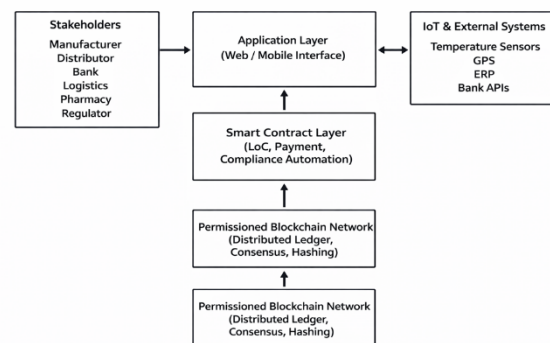 Stakeholders
Manufacturer
Distributor
Bank
Logistics
Pharmacy
Regulator
Application Layer
(Web / Mobile Interface)
IoT & External Systems
Temperature Sensors
GPS
ERP
Bank APIs
Smart Contract Layer
(LoC, Payment,
Compliance Automation)
Permissioned Blockchain Network
(Distributed Ledger,
Consensus, Hashing)
Permissioned Blockchain Network
(Distributed Ledger,
Consensus, Hashing)